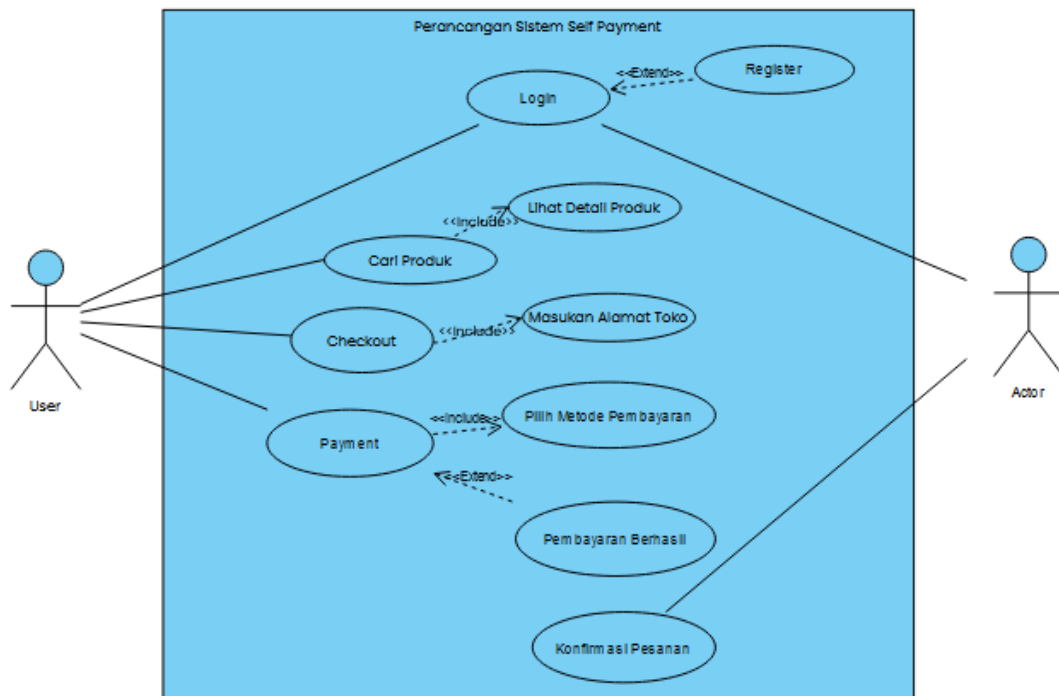 Perancangan Sistem Self Payment
Login
<<Extend>>
Register
Cari Produk
<<Include>>
Lihat Detail Produk
Checkout
<<Include>>
Masukan Alamat Toko
Payment
<<Include>>
Pilih Metode Pembayaran
<<Extend>>
Pembayaran Berhasil
Konfirmasi Pesanan
User
Actor